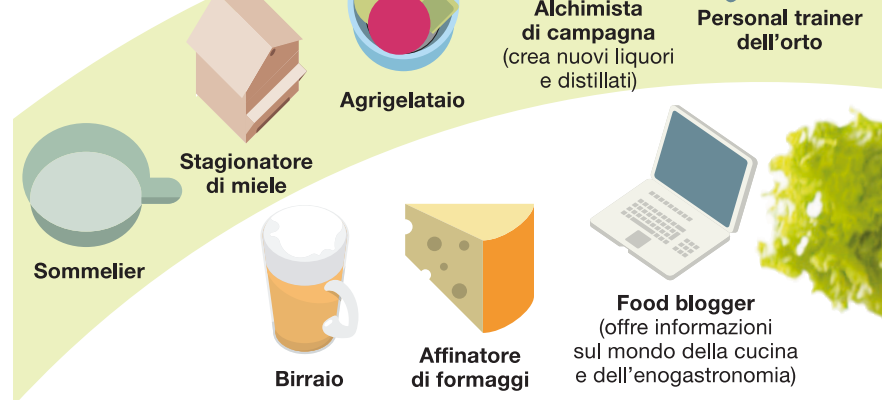 Alchimista
di campagna
(crea nuovi liquori
e distillati)
Personal trainer
dell'orto
Agrigelataio
Stagionatore
di miele
Sommelier
Birraio
Affinatore
di formaggi
Food blogger
(offre informazioni
sul mondo della cucina
e dell'enogastronomia)